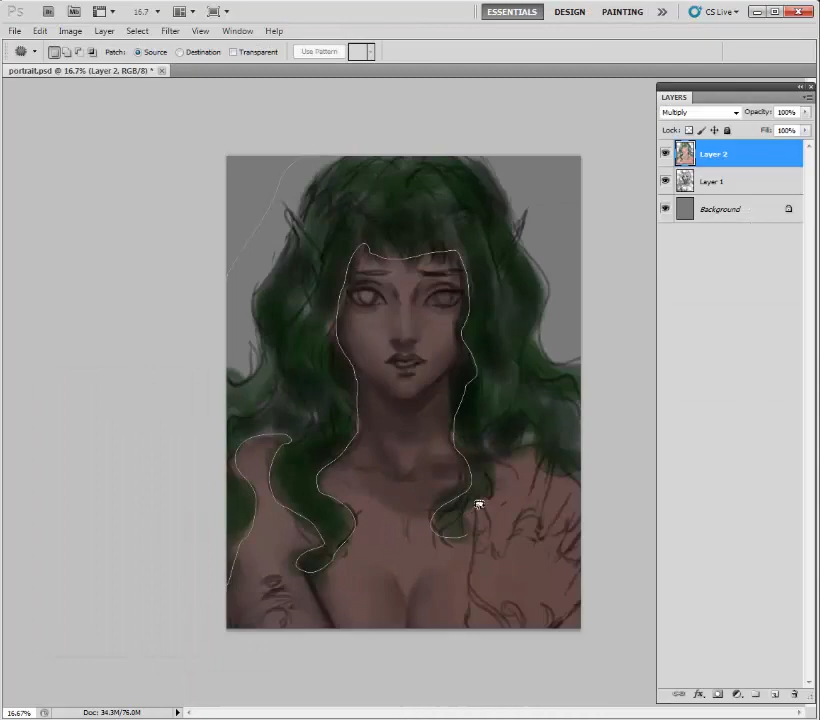 Ps Br Mb 16.7 ESSENTIALS DESIGN PAINTING CS Live
File Edit Image Layer Select Filter View Window Help
Patch: Source Destination Transparent Use Pattern
portrait.psd @ 16.7% (Layer 2, RGB/8) *
LAYERS
Multiply Opacity: 100%
Lock: Fill: 100%
Layer 2
Layer 1
Background
16.67% Doc: 34.3M/76.0M